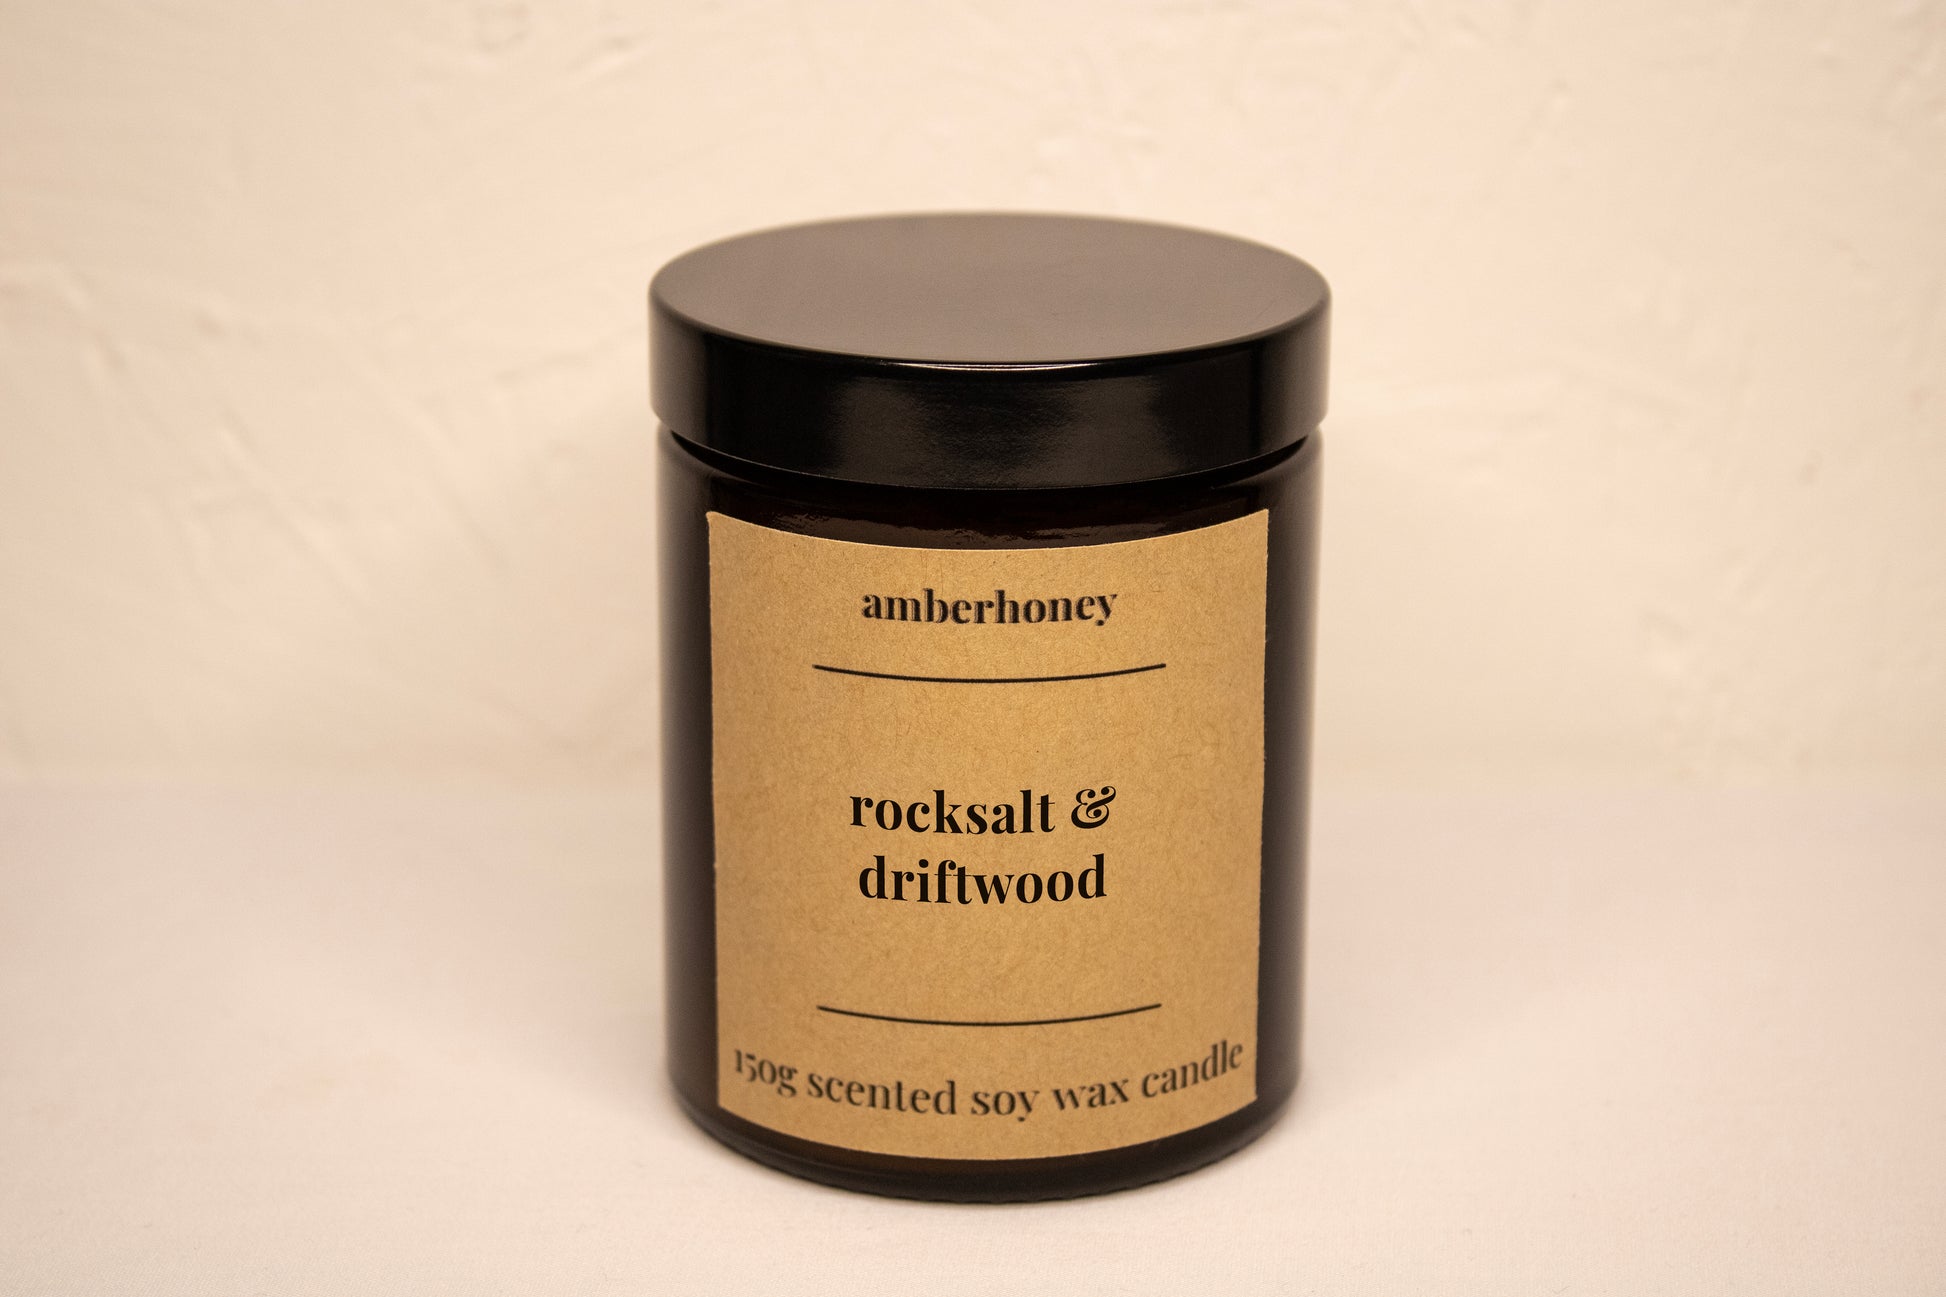 amberhoney
rocksalt &
driftwood
150g scented soy wax candle